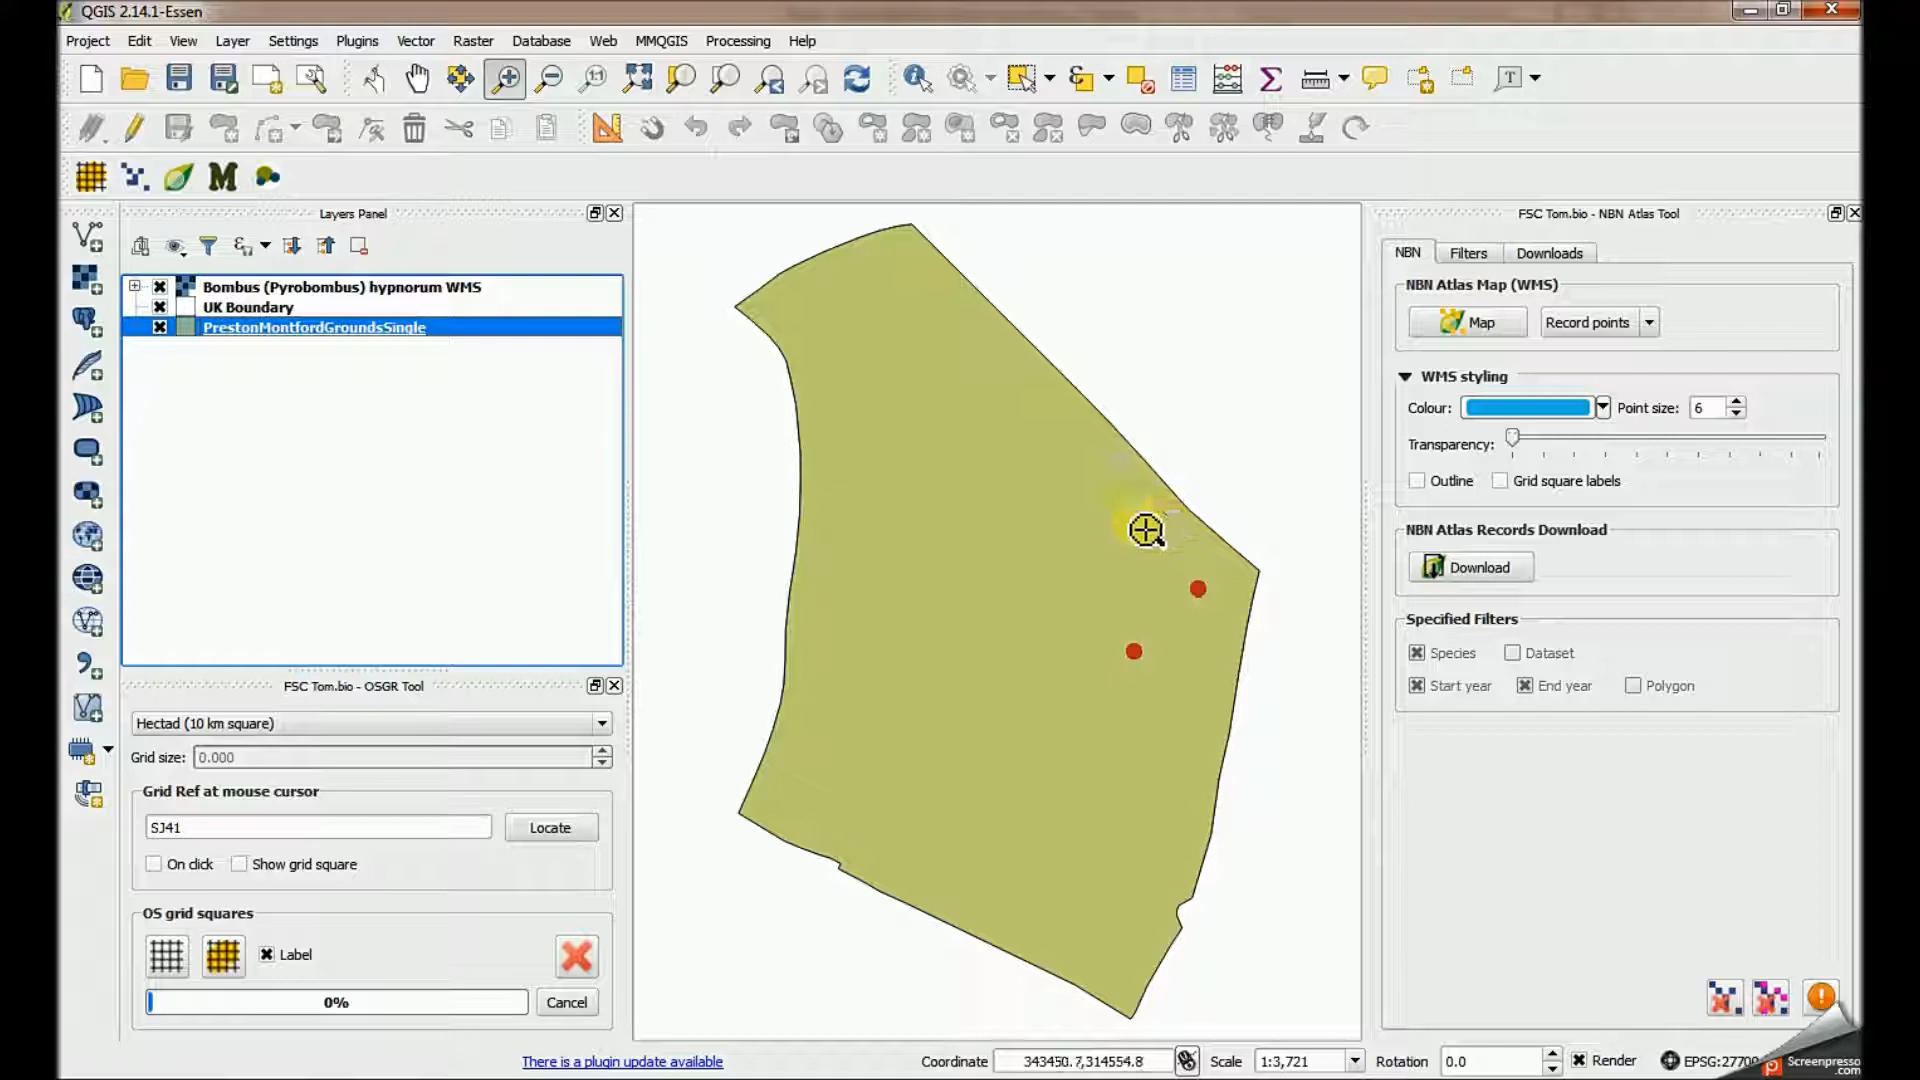 QGIS 2.14.1-Essen
Project Edit View Layer Settings Plugins Vector Raster Database Web MMQGIS Processing Help
Layers Panel
Bombus (Pyrobombus) hypnorum WMS
UK Boundary
PrestonMontfordGroundsSingle
FSC Tom.bio - OSGR Tool
Hectad (10 km square)
Grid size: 0.000
Grid Ref at mouse cursor
SJ41
Locate
On click Show grid square
OS grid squares
Label
0%
Cancel
FSC Tom.bio - NBN Atlas Tool
NBN Filters Downloads
NBN Atlas Map (WMS)
Map Record points
WMS styling
Colour: Point size: 6
Transparency:
Outline Grid square labels
NBN Atlas Records Download
Download
Specified Filters
Species Dataset
Start year End year Polygon
There is a plugin update available
Coordinate 343450.7,314554.8 Scale 1:3,721 Rotation 0.0 Render EPSG:27700
Screenpresso
.com